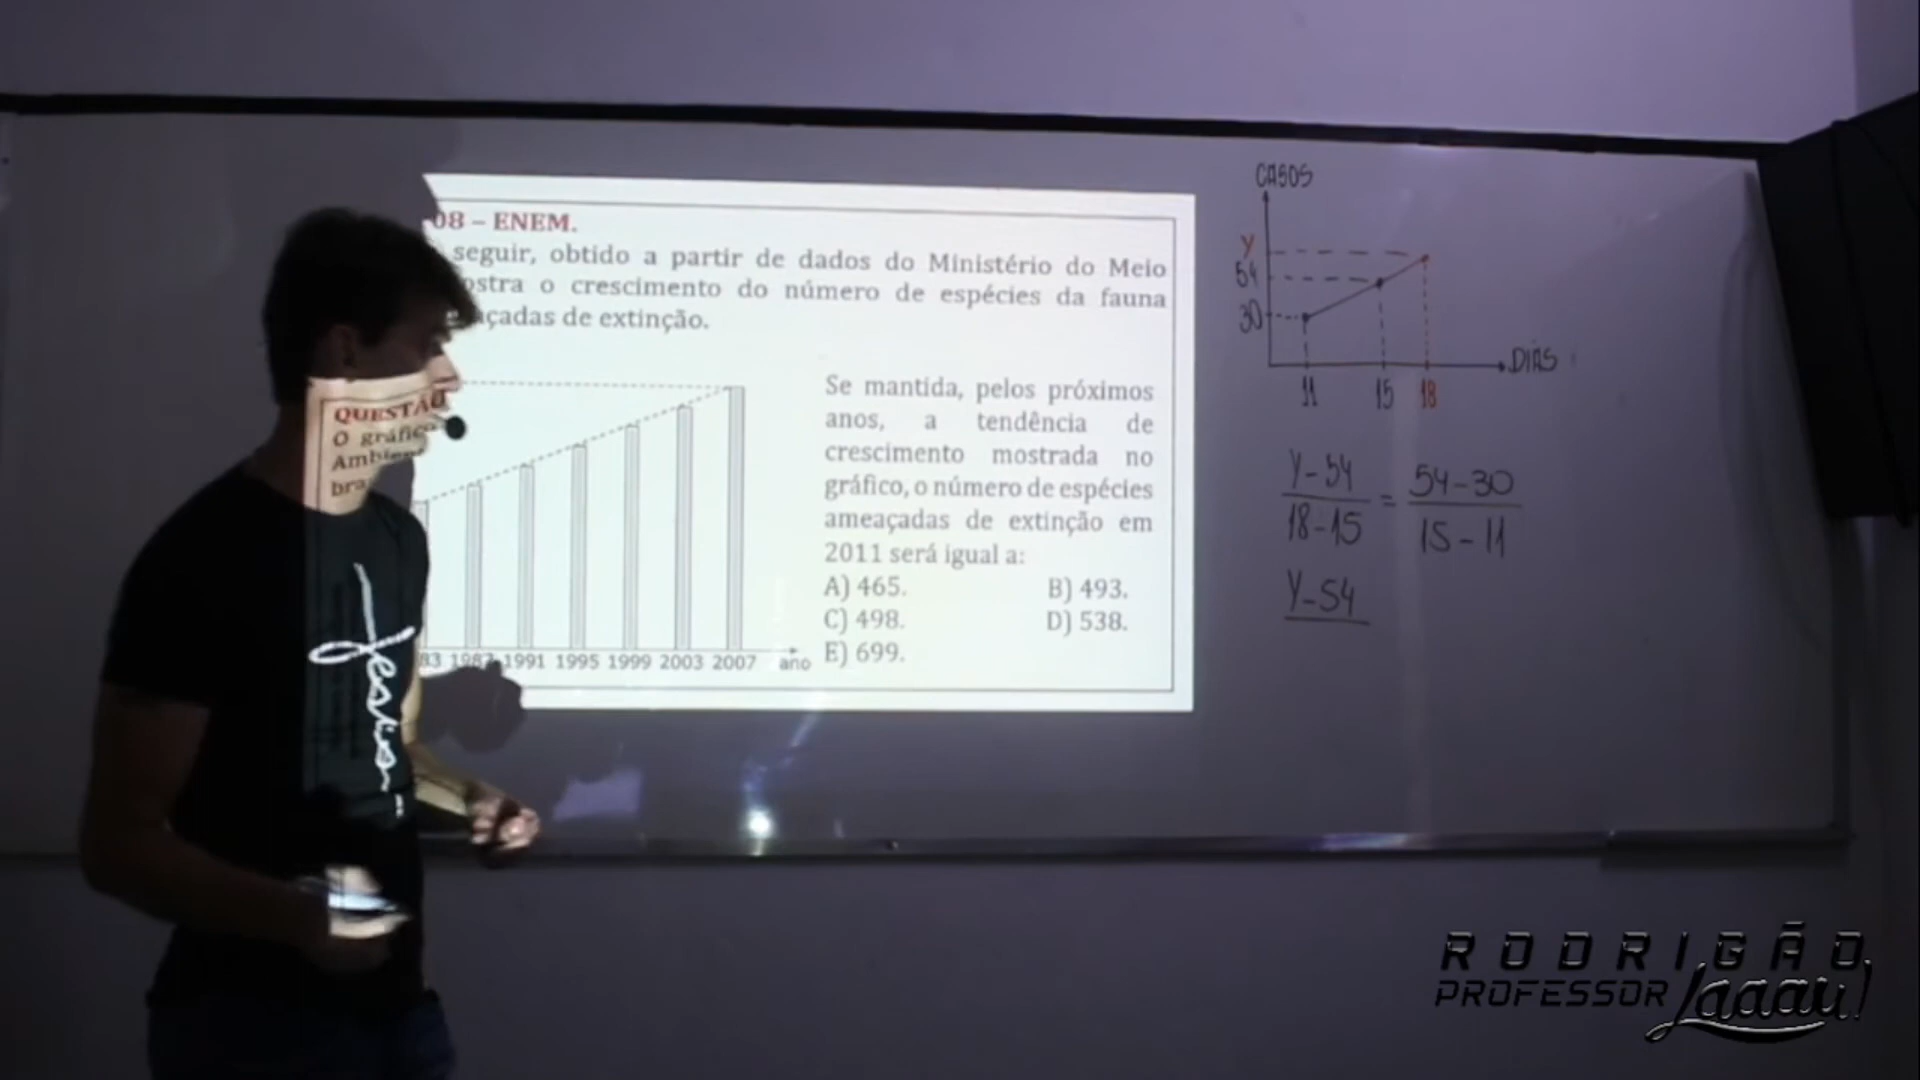 08 – ENEM.
seguir, obtido a partir de dados do Ministério do Meio
ostra o crescimento do número de espécies da fauna
açadas de extinção.
QUESTÃO
O gráfic
Ambien
bra
Se mantida, pelos próximos
anos, a tendência de
crescimento mostrada no
gráfico, o número de espécies
ameaçadas de extinção em
2011 será igual a:
A) 465. B) 493.
C) 498. D) 538.
E) 699.
83 1987 1991 1995 1999 2003 2007 ano
CASOS
Y
54
30
DIAS
11 15 18
Y-54 = 54-30
18-15 15-11
Y-54
Jesus
RODRIGÃO
PROFESSOR Laaau!